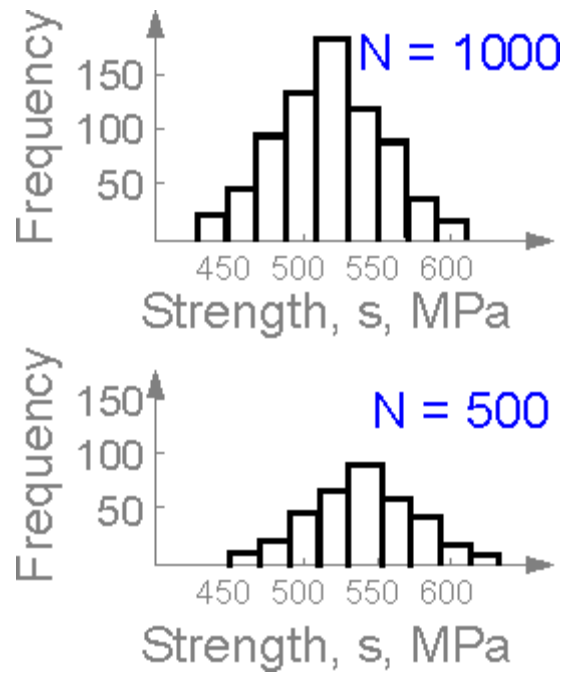 Frequency
150
100
50
N = 1000
450 500 550 600
Strength, s, MPa
Frequency
150
100
50
N = 500
450 500 550 600
Strength, s, MPa